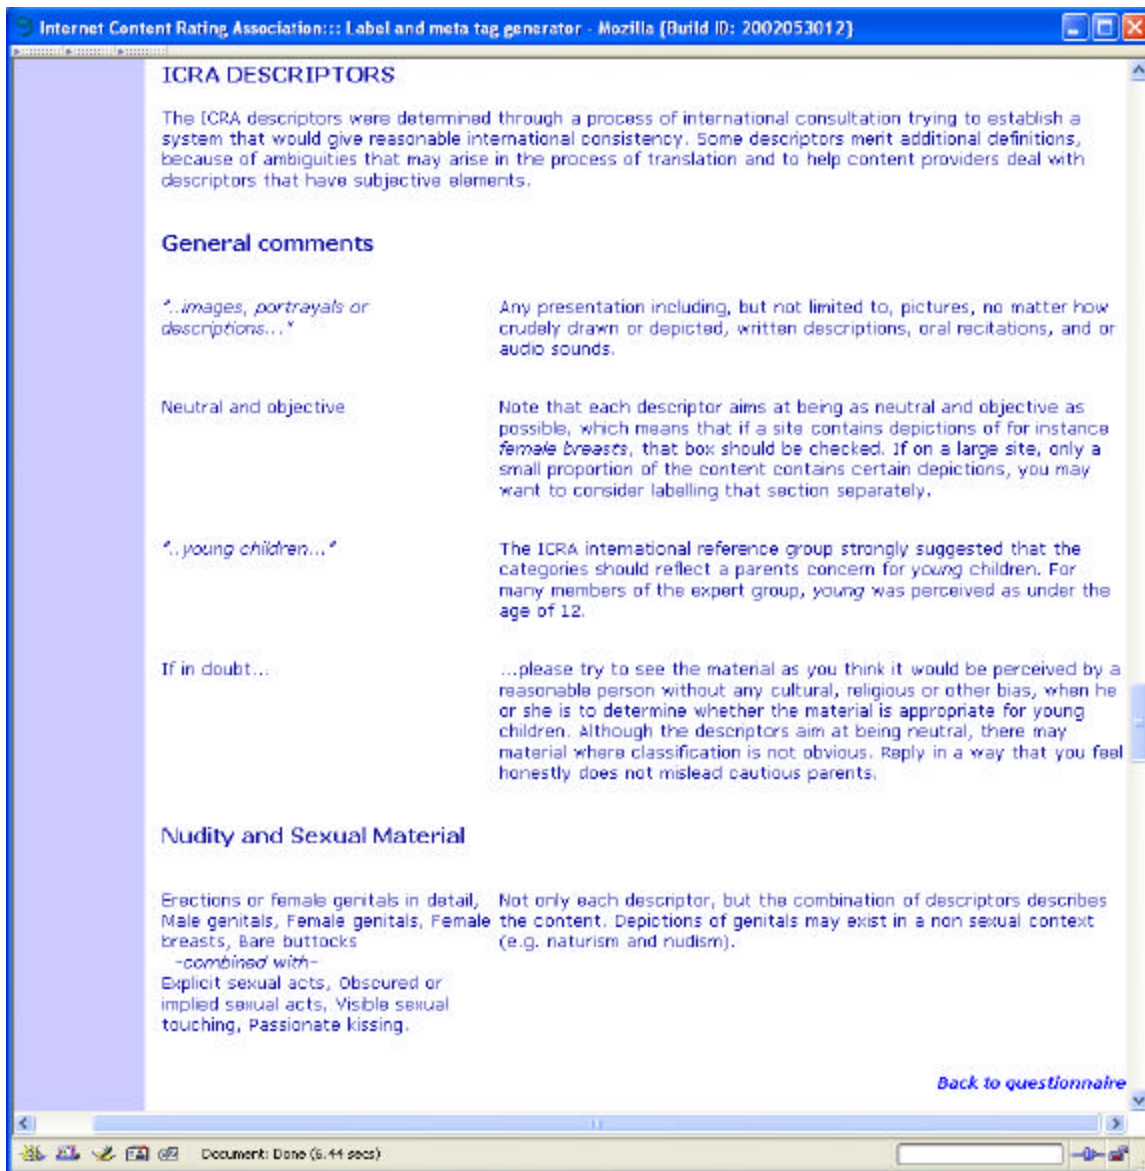 Internet Content Rating Association::: Label and meta tag generator - Mozilla {Build ID: 2002053012}
ICRA DESCRIPTORS
The ICRA descriptors were determined through a process of international consultation trying to establish a
system that would give reasonable international consistency. Some descriptors merit additional definitions,
because of ambiguities that may arise in the process of translation and to help content providers deal with
descriptors that have subjective elements.
General comments
"..images, portrayals or
descriptions..."
Any presentation including, but not limited to, pictures, no matter how
crudely drawn or depicted, written descriptions, oral recitations, and or
audio sounds.
Neutral and objective
Note that each descriptor aims at being as neutral and objective as
possible, which means that if a site contains depictions of for instance
female breasts, that box should be checked. If on a large site, only a
small proportion of the content contains certain depictions, you may
want to consider labelling that section separately.
"..young children..."
The ICRA international reference group strongly suggested that the
categories should reflect a parents concern for young children. For
many members of the expert group, young was perceived as under the
age of 12.
If in doubt...
...please try to see the material as you think it would be perceived by a
reasonable person without any cultural, religious or other bias, when he
or she is to determine whether the material is appropriate for young
children. Although the descriptors aim at being neutral, there may
material where classification is not obvious. Reply in a way that you feel
honestly does not mislead cautious parents.
Nudity and Sexual Material
Erections or female genitals in detail,
Male genitals, Female genitals, Female
breasts, Bare buttocks
-combined with-
Explicit sexual acts, Obscured or
implied sexual acts, Visible sexual
touching, Passionate kissing.
Not only each descriptor, but the combination of descriptors describes
the content. Depictions of genitals may exist in a non sexual context
(e.g. naturism and nudism).
Back to questionnaire
Document: Done (6.44 secs)